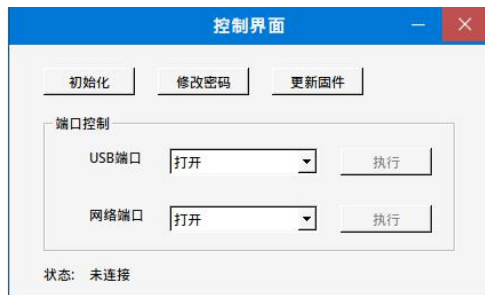 控制界面
初始化 修改密码 更新固件
端口控制
USB端口 打开 执行
网络端口 打开 执行
状态: 未连接